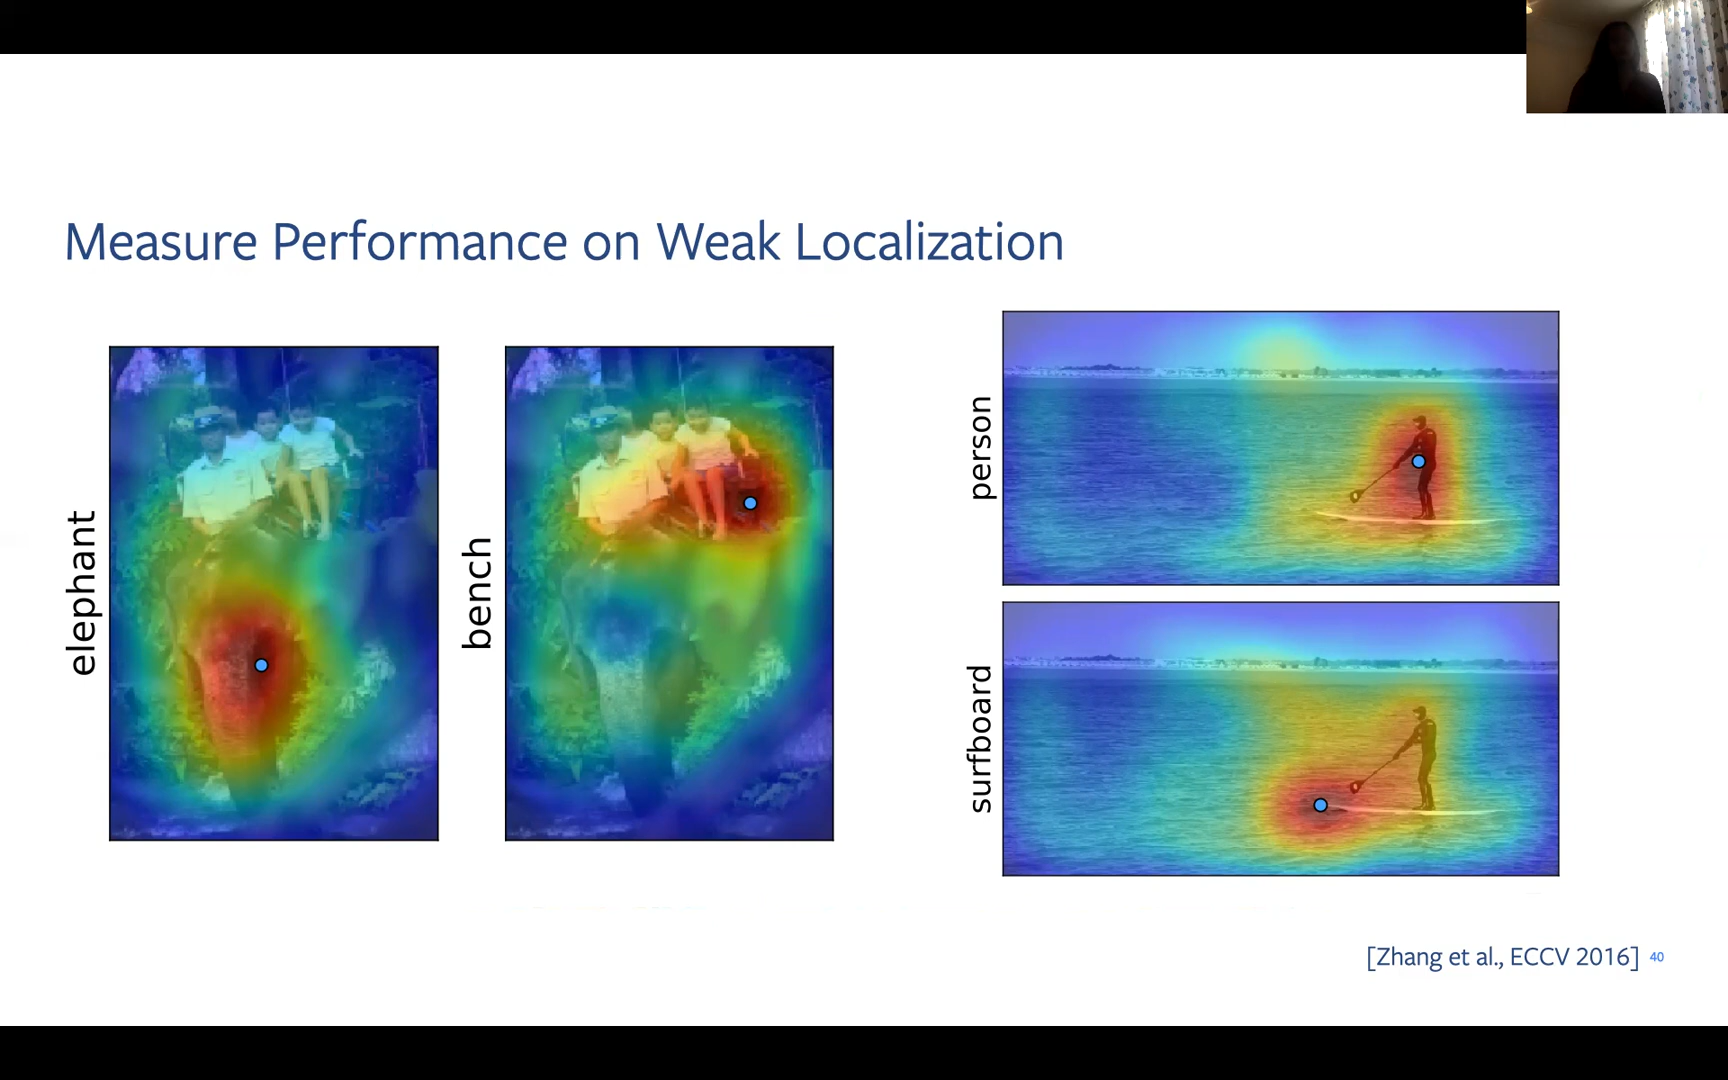 Measure Performance on Weak Localization
elephant
bench
person
surfboard
[Zhang et al., ECCV 2016] 40